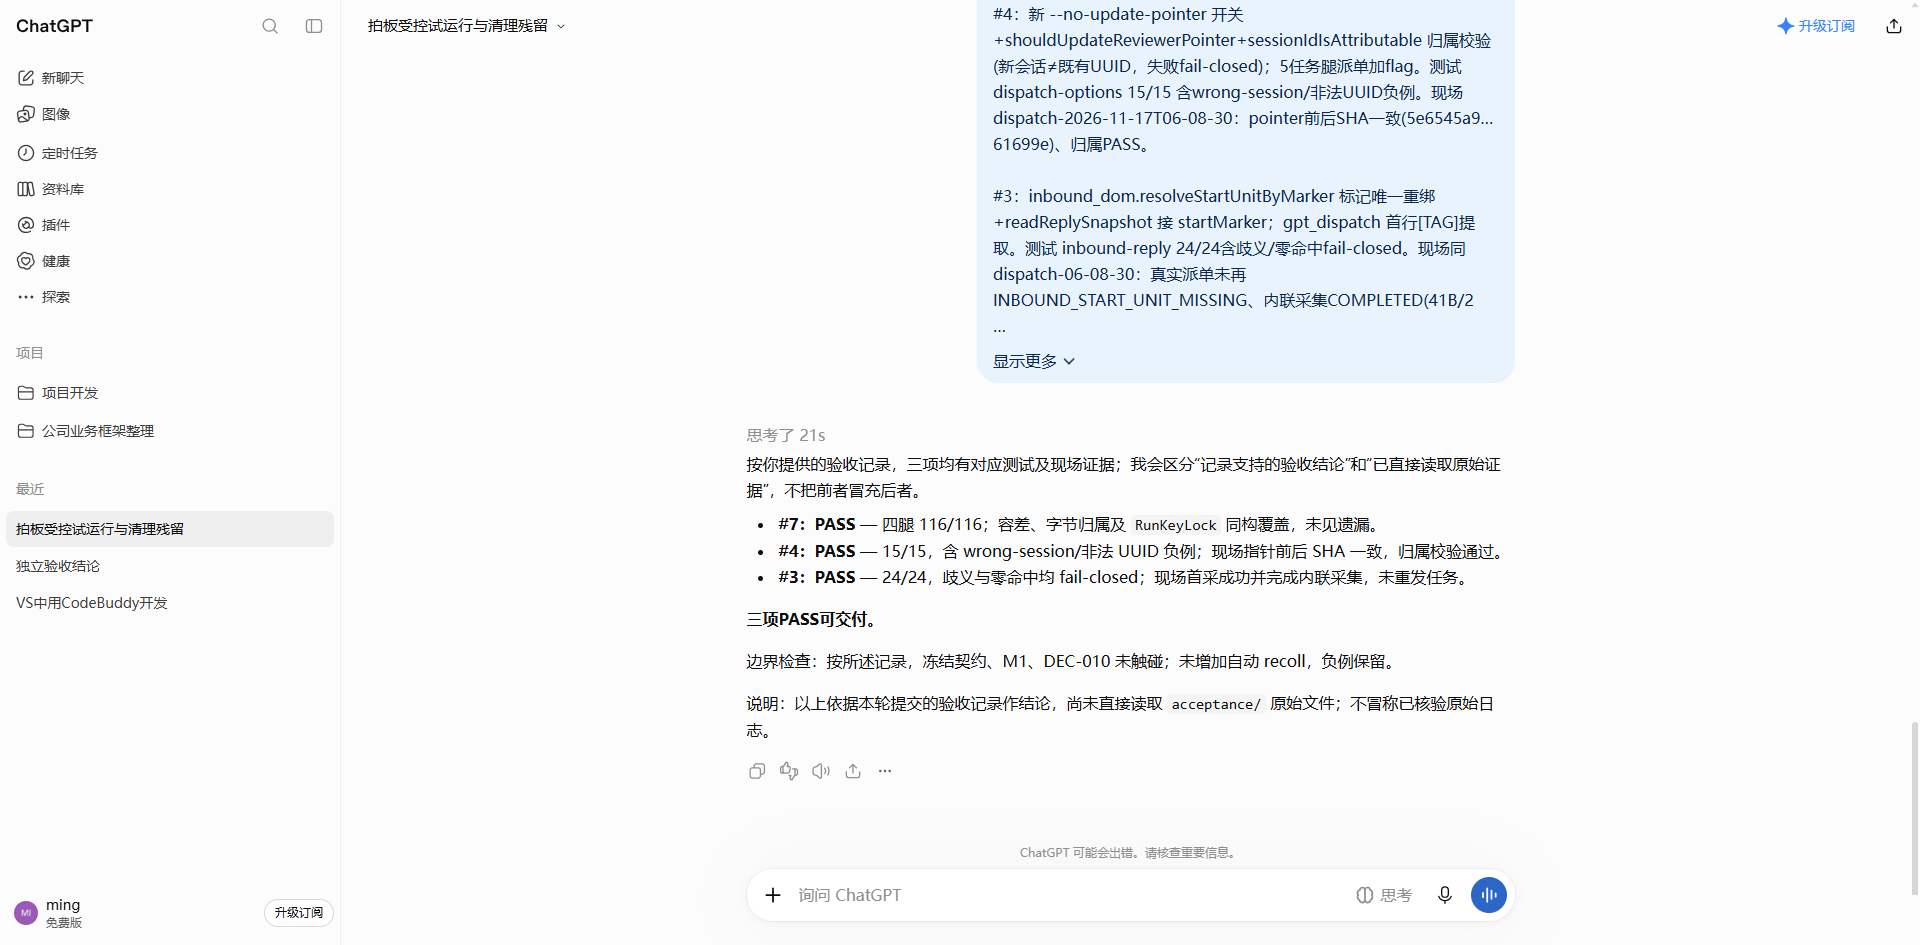 ChatGPT
新聊天
图像
定时任务
资料库
插件
健康
探索
项目
项目开发
公司业务框架整理
最近
拍板受控试运行与清理残留
独立验收结论
VS中用CodeBuddy开发
MI
ming
免费版
升级订阅
拍板受控试运行与清理残留
升级订阅
#4：新 --no-update-pointer 开关
+shouldUpdateReviewerPointer+sessionIdIsAttributable 归属校验
(新会话≠既有UUID，失败fail-closed)；5任务腿派单加flag。测试
dispatch-options 15/15 含wrong-session/非法UUID负例。现场
dispatch-2026-11-17T06-08-30：pointer前后SHA一致(5e6545a9…
61699e)、归属PASS。
#3：inbound_dom.resolveStartUnitByMarker 标记唯一重绑
+readReplySnapshot 接 startMarker；gpt_dispatch 首行[TAG]提
取。测试 inbound-reply 24/24含歧义/零命中fail-closed。现场同
dispatch-06-08-30：真实派单未再
INBOUND_START_UNIT_MISSING、内联采集COMPLETED(41B/2
…
显示更多
思考了 21s
按你提供的验收记录，三项均有对应测试及现场证据；我会区分“记录支持的验收结论”和“已直接读取原始证
据”，不把前者冒充后者。
• #7：PASS — 四腿 116/116；容差、字节归属及 RunKeyLock 同构覆盖，未见遗漏。
• #4：PASS — 15/15，含 wrong-session/非法 UUID 负例；现场指针前后 SHA 一致，归属校验通过。
• #3：PASS — 24/24，歧义与零命中均 fail-closed；现场首采成功并完成内联采集，未重发任务。
三项PASS可交付。
边界检查：按所述记录，冻结契约、M1、DEC-010 未触碰；未增加自动 recoll，负例保留。
说明：以上依据本轮提交的验收记录作结论，尚未直接读取 acceptance/ 原始文件；不冒称已核验原始日
志。
ChatGPT 可能会出错。请核查重要信息。
询问 ChatGPT
思考